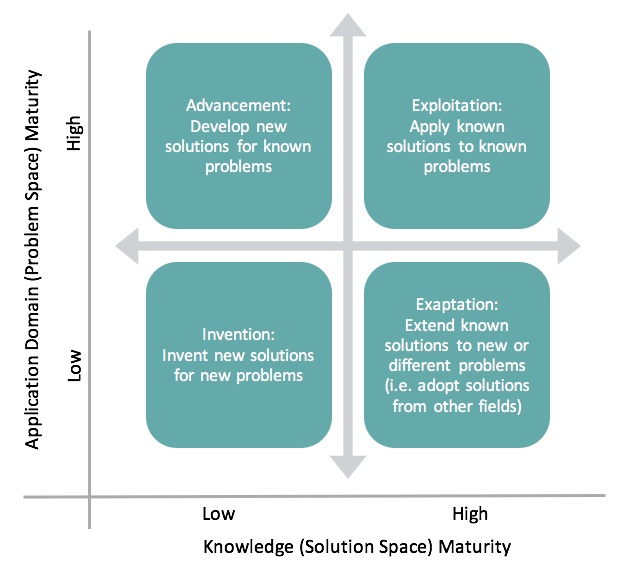 Application Domain (Problem Space) Maturity
High
Low
Advancement:
Develop new
solutions for known
problems
Exploitation:
Apply known
solutions to known
problems
Invention:
Invent new solutions
for new problems
Exaptation:
Extend known
solutions to new or
different problems
(i.e. adopt solutions
from other fields)
Low
High
Knowledge (Solution Space) Maturity